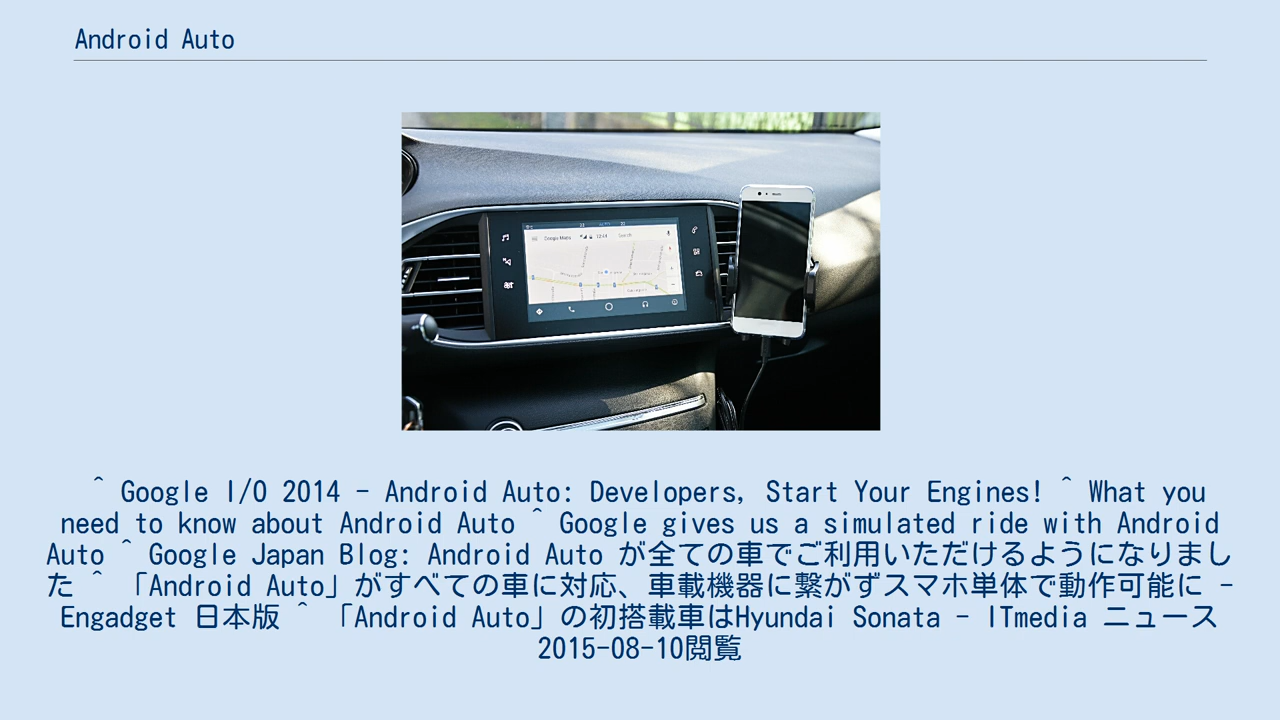 Android Auto
Google Maps
Search
^ Google I/O 2014 - Android Auto: Developers, Start Your Engines! ^ What you
need to know about Android Auto ^ Google gives us a simulated ride with Android
Auto ^ Google Japan Blog: Android Auto が全ての車でご利用いただけるようになりまし
た ^ 「Android Auto」がすべての車に対応、車載機器に繋がずスマホ単体で動作可能に -
Engadget 日本版 ^ 「Android Auto」の初搭載車はHyundai Sonata - ITmedia ニュース
2015-08-10閲覧